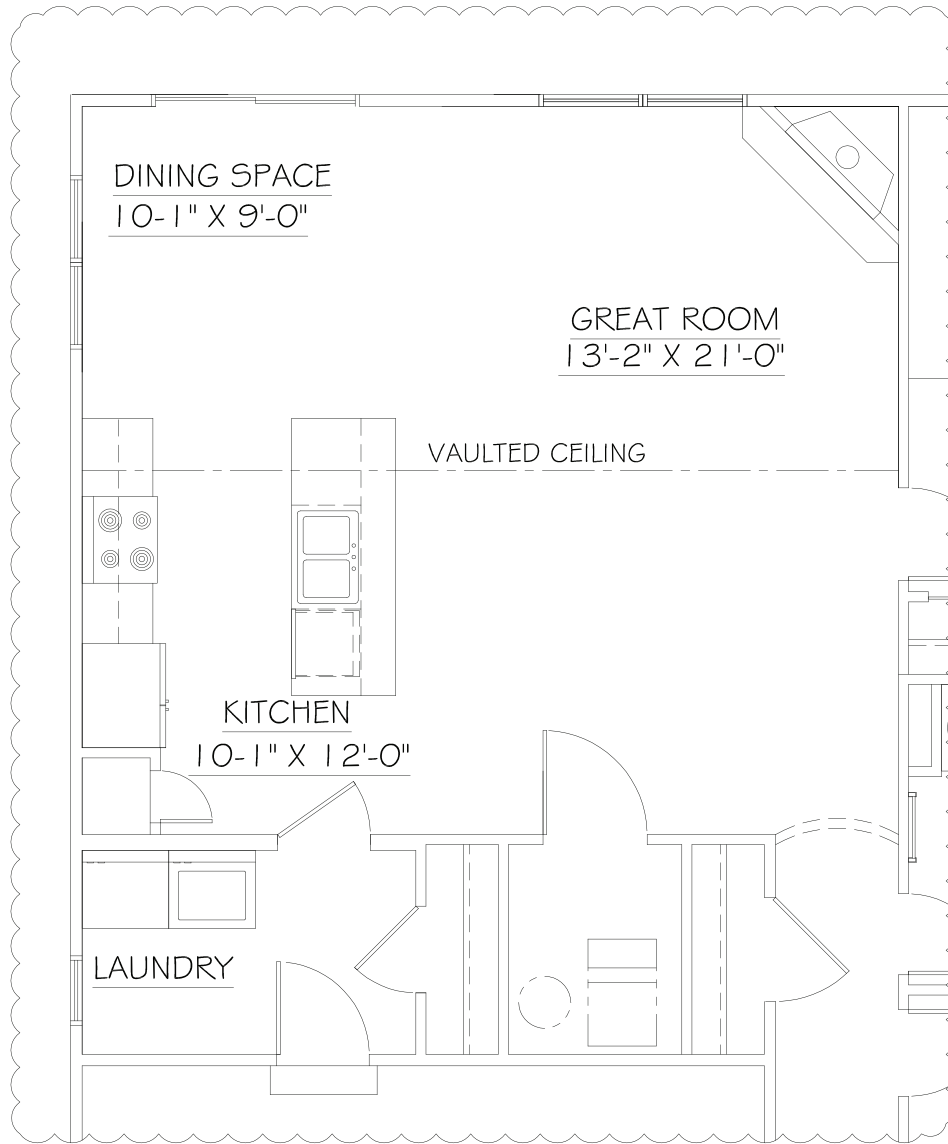 DINING SPACE
10-1" X 9'-0"
GREAT ROOM
13'-2" X 21'-0"
VAULTED CEILING
KITCHEN
10-1" X 12'-0"
LAUNDRY